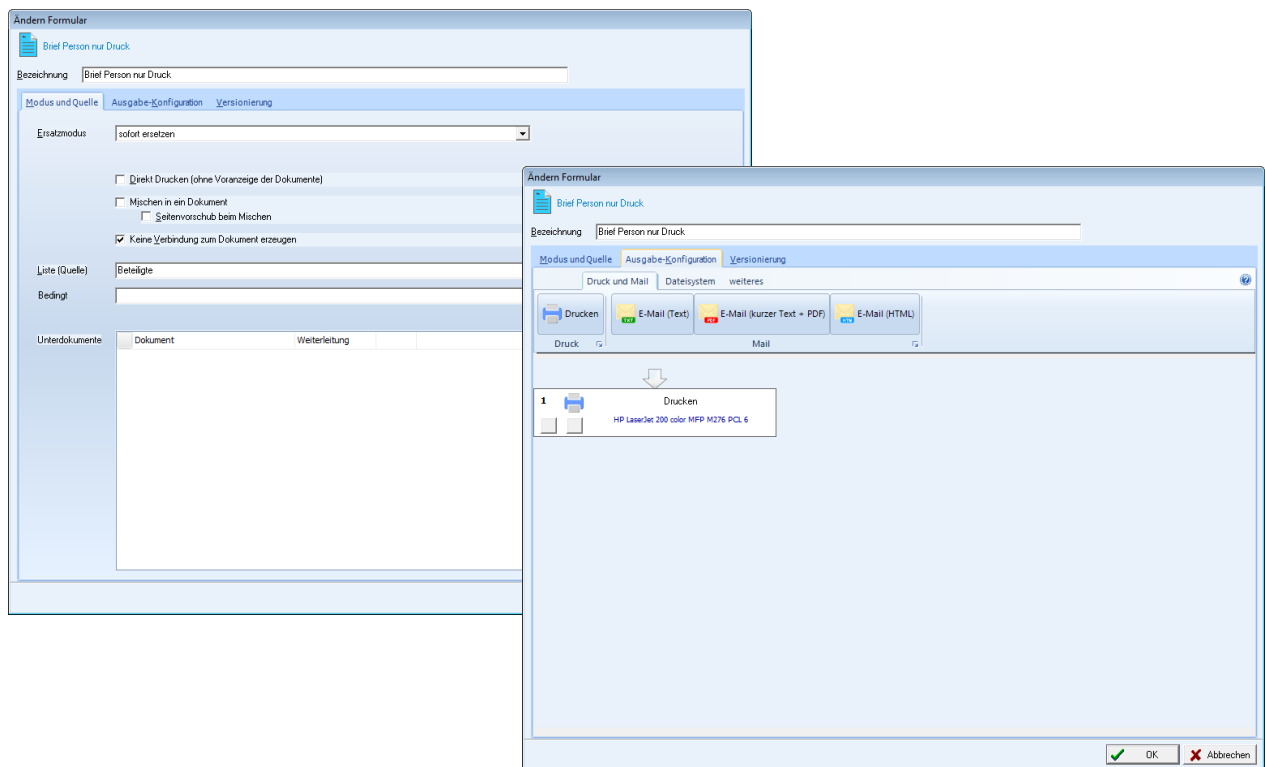 Ändern Formular
Brief Person nur Druck
Bezeichnung Brief Person nur Druck
Modus und Quelle Ausgabe-Konfiguration Versionierung
Ersatzmodus sofort ersetzen
Direkt Drucken (ohne Voranzeige der Dokumente)
Mischen in ein Dokument
Seitenvorschub beim Mischen
Keine Verbindung zum Dokument erzeugen
Liste (Quelle) Beteiligte
Bedingt
Unterdokumente Dokument Weiterleitung
Ändern Formular
Brief Person nur Druck
Bezeichnung Brief Person nur Druck
Modus und Quelle Ausgabe-Konfiguration Versionierung
Druck und Mail Dateisystem weiteres
Drucken TXT E-Mail (Text) PDF E-Mail (kurzer Text + PDF) HTM E-Mail (HTML)
Druck Mail
1 Drucken
HP LaserJet 200 color MFP M276 PCL 6
OK Abbrechen